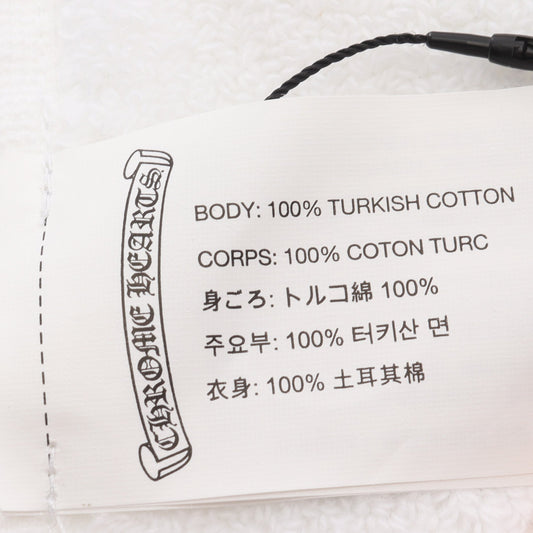 CHROME HEARTS
BODY: 100% TURKISH COTTON
CORPS: 100% COTON TURC
身ごろ: トルコ綿 100%
주요부: 100% 터키산 면
衣身: 100% 土耳其棉